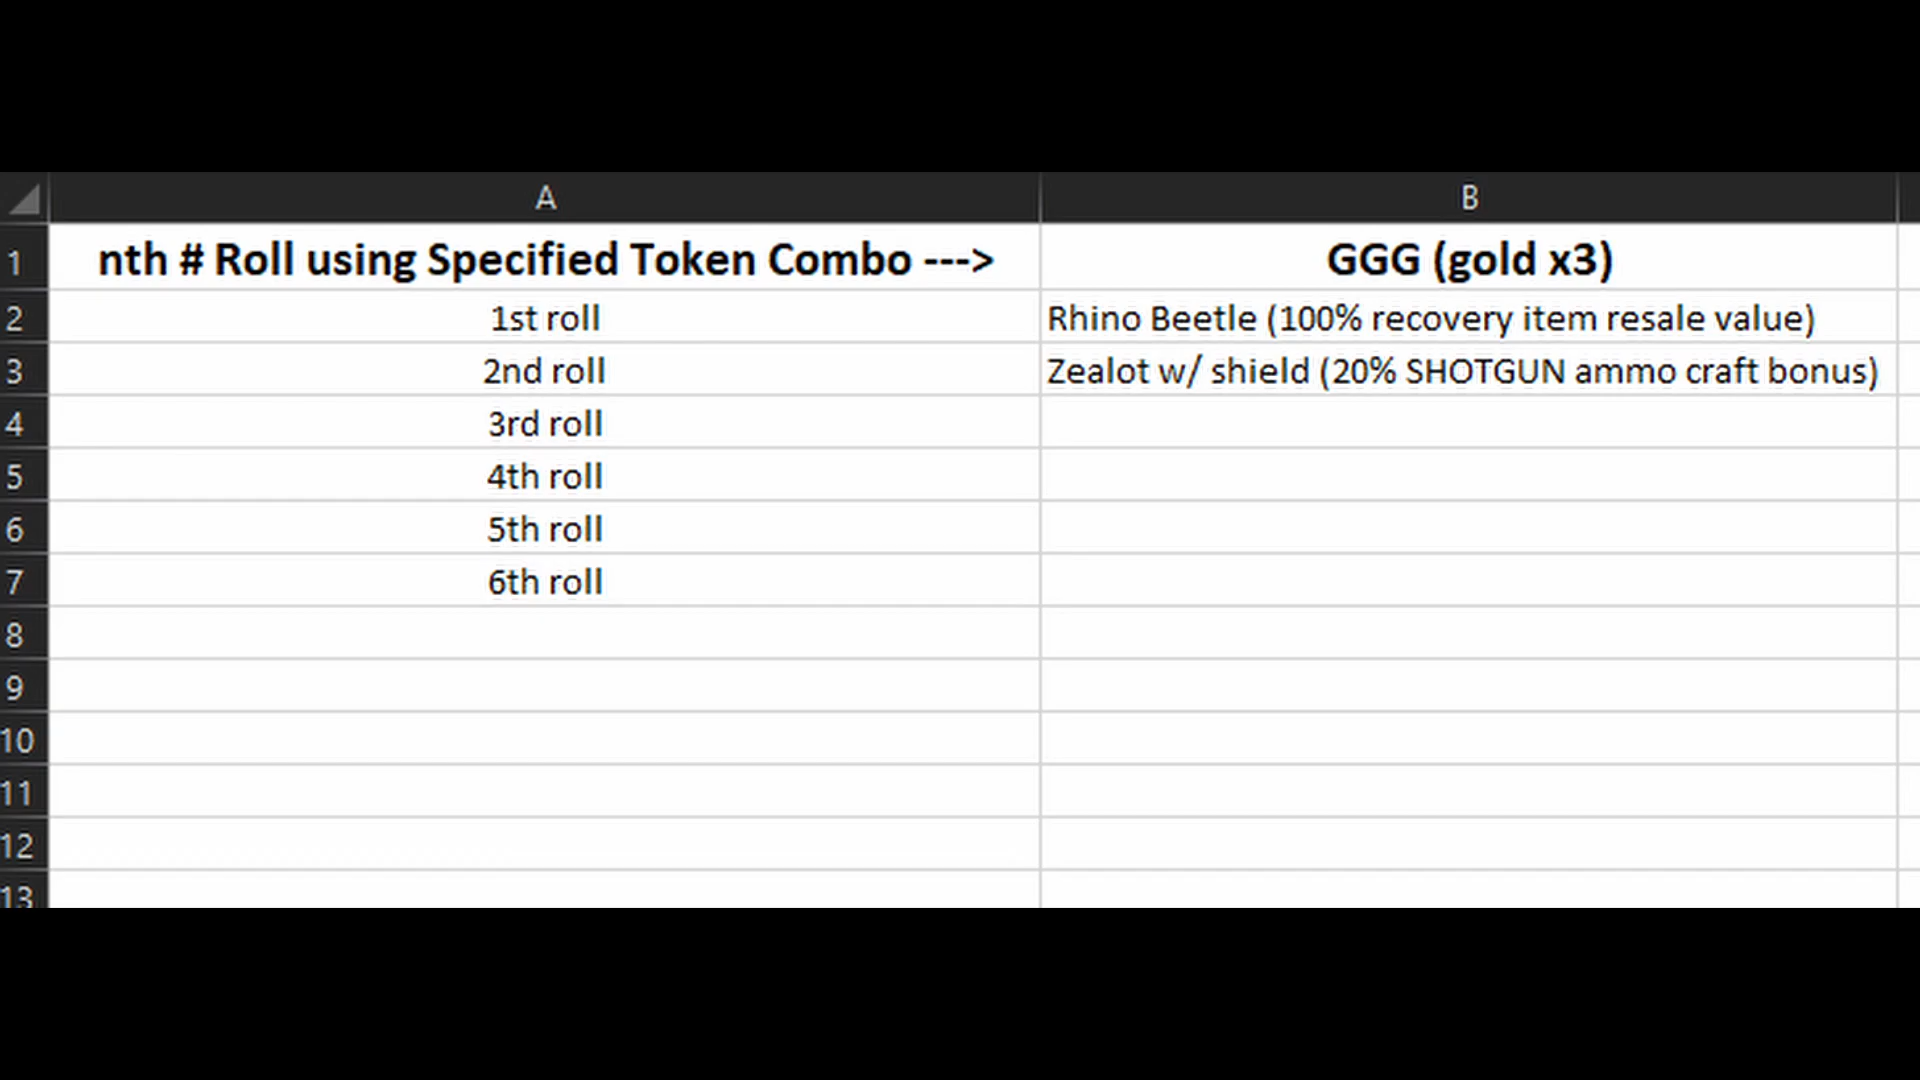 A B
1 nth # Roll using Specified Token Combo ---> GGG (gold x3)
2 1st roll Rhino Beetle (100% recovery item resale value)
3 2nd roll Zealot w/ shield (20% SHOTGUN ammo craft bonus)
4 3rd roll
5 4th roll
6 5th roll
7 6th roll
8
9
10
11
12
13